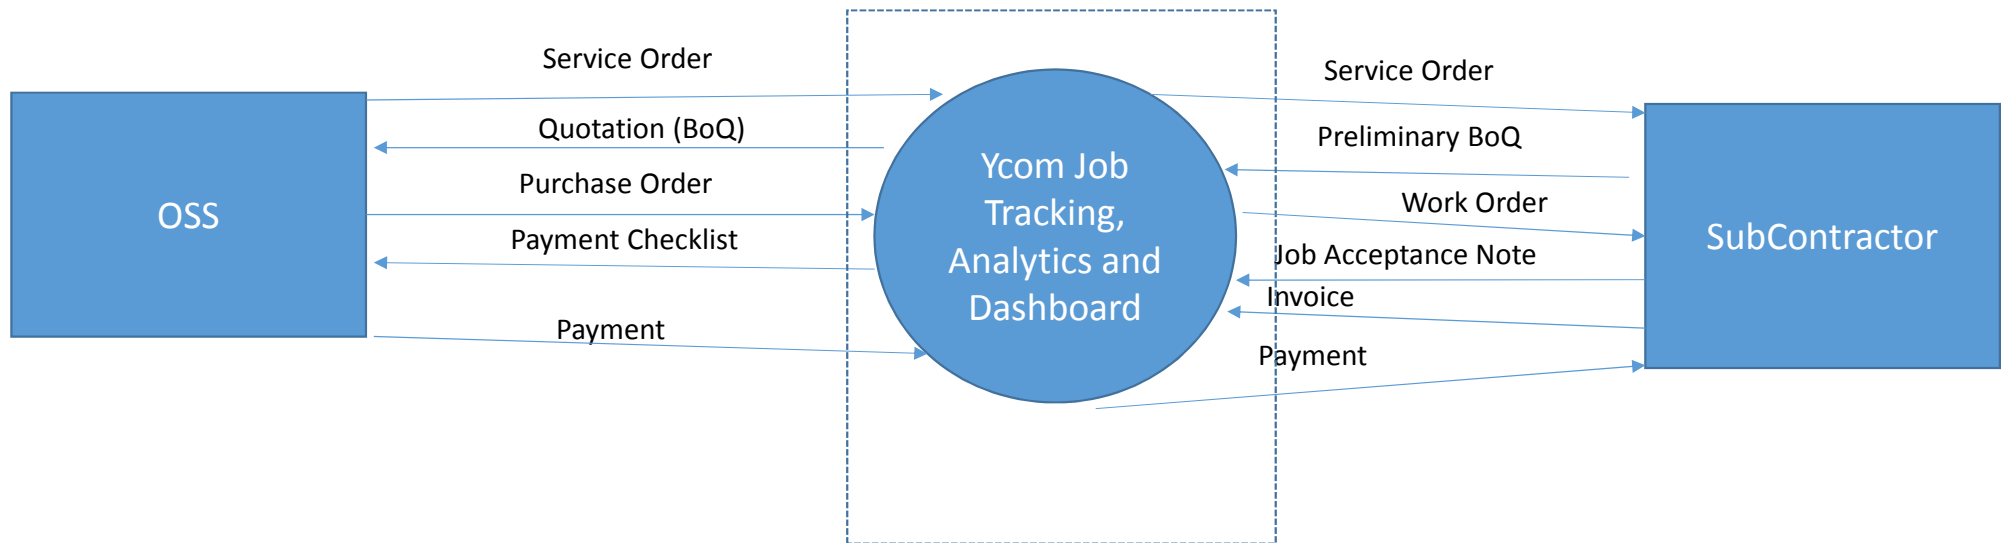 Service Order
Quotation (BoQ)
Purchase Order
Payment Checklist
Payment
OSS
Ycom Job
Tracking,
Analytics and
Dashboard
Service Order
Preliminary BoQ
Work Order
Job Acceptance Note
Invoice
Payment
SubContractor